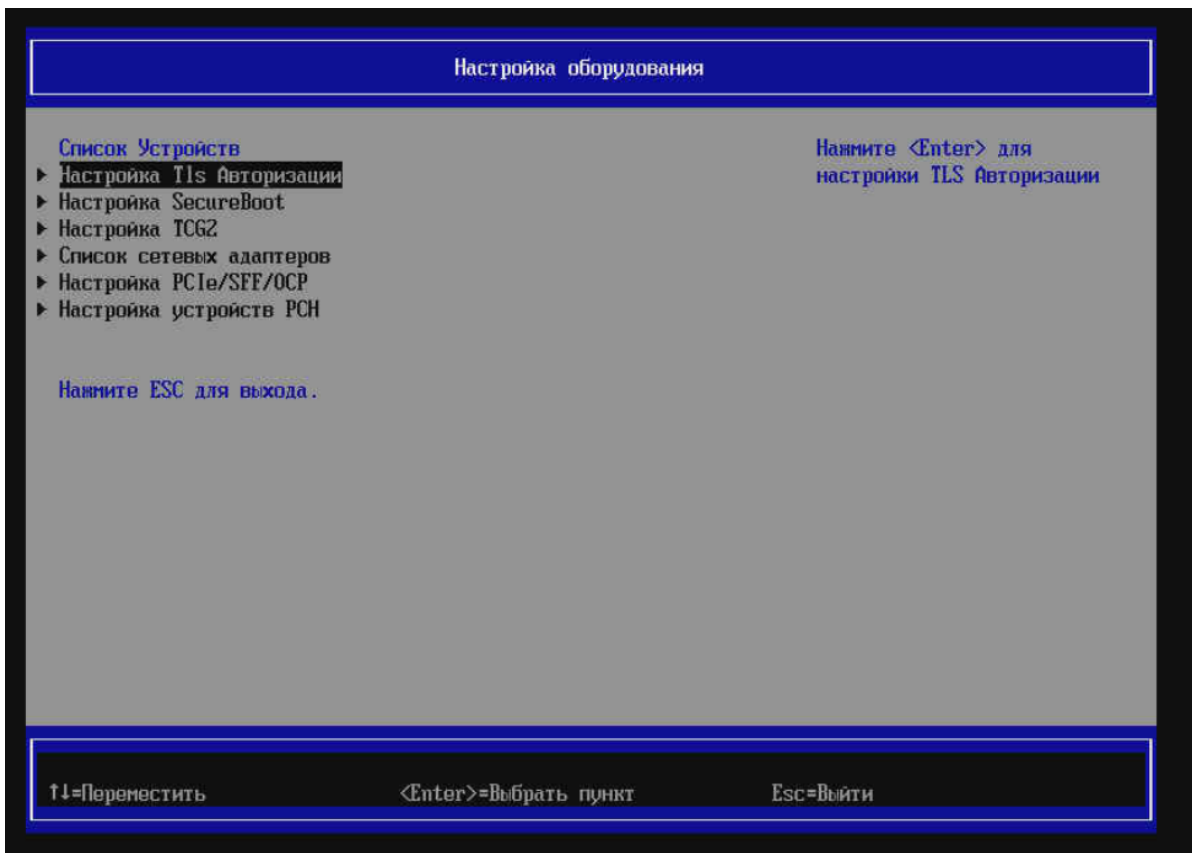 Настройка оборудования
Список Устройств
Нажмите <Enter> для
настройки TLS Авторизации
Настройка Tls Авторизации
Настройка SecureBoot
Настройка TCG2
Список сетевых адаптеров
Настройка PCIe/SFF/OCP
Настройка устройств PCH
Нажмите ESC для выхода.
↑↓=Переместить <Enter>=Выбрать пункт Esc=Выйти